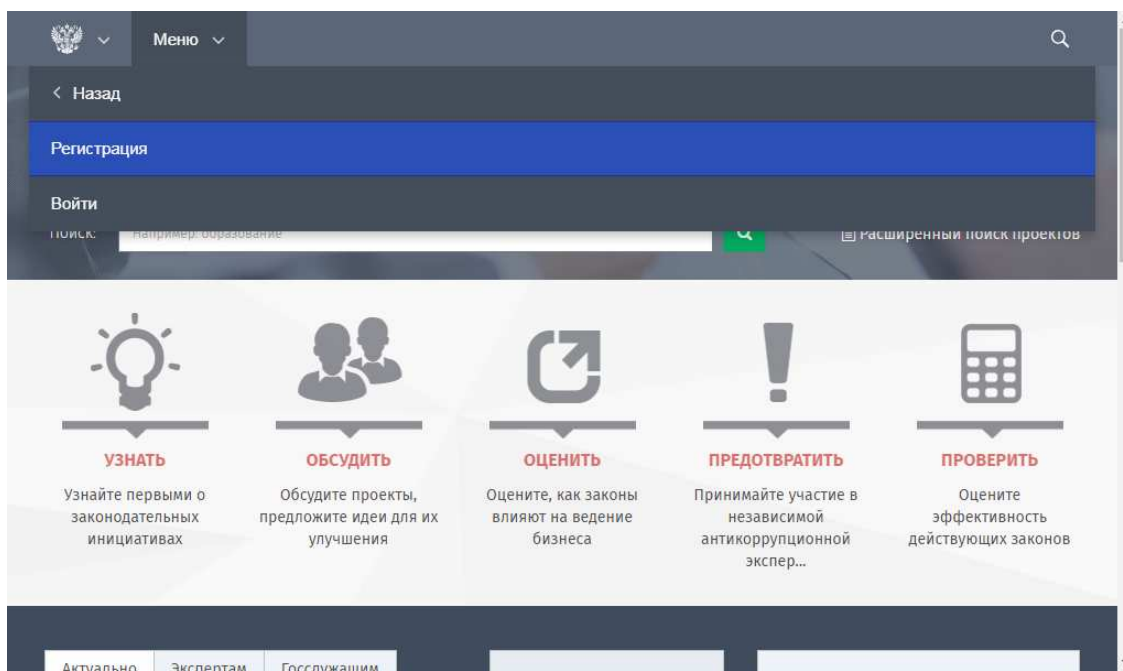 Меню
Назад
Регистрация
Войти
Поиск: Например: образование Расширенный поиск проектов
УЗНАТЬ
Узнайте первыми о
законодательных
инициативах
ОБСУДИТЬ
Обсудите проекты,
предложите идеи для их
улучшения
ОЦЕНИТЬ
Оцените, как законы
влияют на ведение
бизнеса
ПРЕДОТВРАТИТЬ
Принимайте участие в
независимой
антикоррупционной
экспер...
ПРОВЕРИТЬ
Оцените
эффективность
действующих законов
Актуально Экспертам Госслужащим